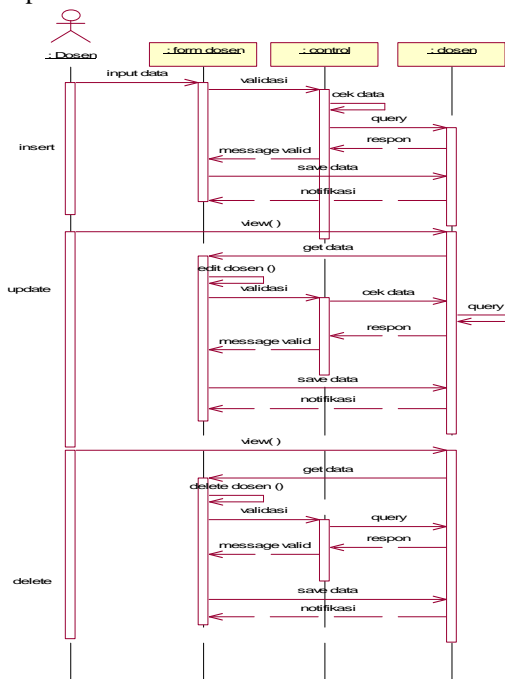 : Dosen
: form dosen
: control
: dosen
input data
validasi
cek data
query
respon
message valid
insert
save data
notifikasi
view( )
get data
edit dosen ()
update
validasi
cek data
query
respon
message valid
save data
notifikasi
view( )
get data
delete dosen ()
validasi
query
respon
message valid
delete
save data
notifikasi